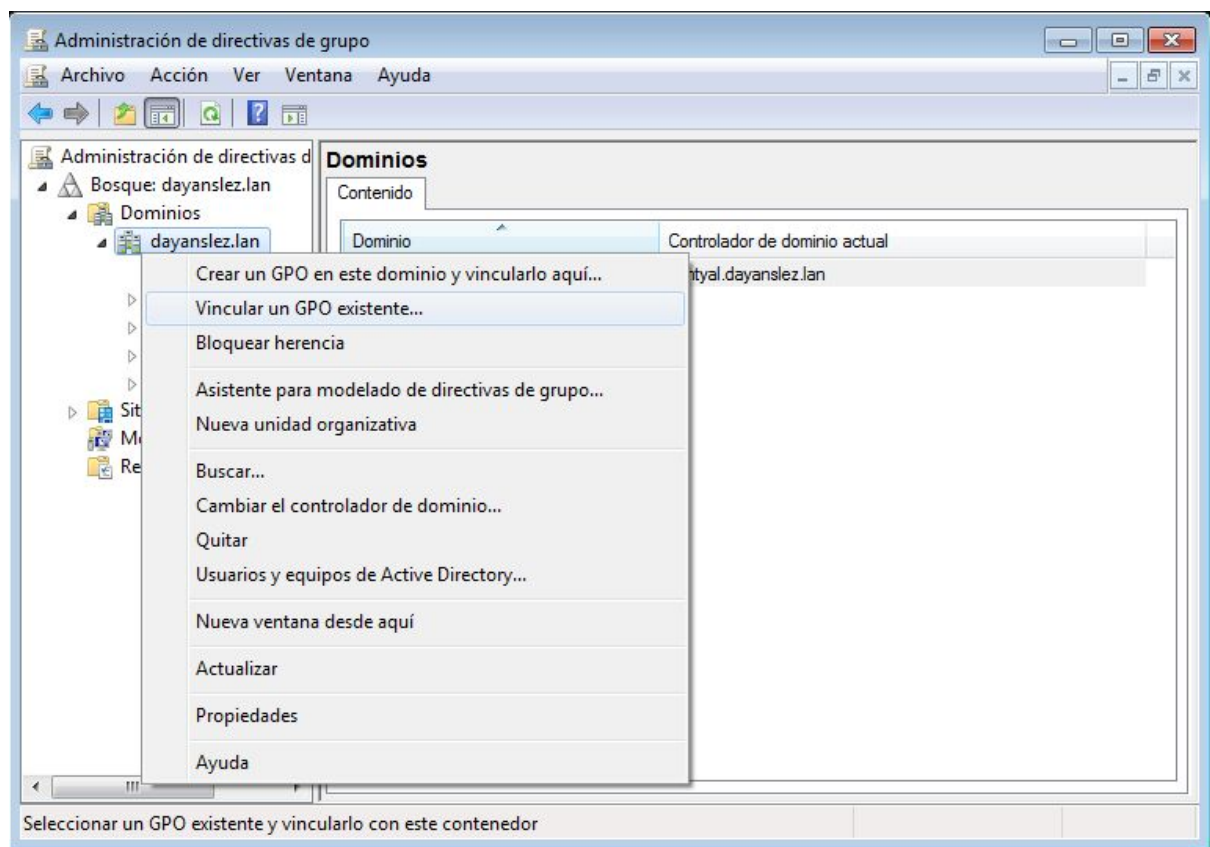 Administración de directivas de grupo
Archivo Acción Ver Ventana Ayuda
Administración de directivas d
Bosque: dayanslez.lan
Dominios
dayanslez.lan
Sit
Re
Dominios
Contenido
Dominio Controlador de dominio actual
ntyal.dayanslez.lan
Crear un GPO en este dominio y vincularlo aquí...
Vincular un GPO existente...
Bloquear herencia
Asistente para modelado de directivas de grupo...
Nueva unidad organizativa
Buscar...
Cambiar el controlador de dominio...
Quitar
Usuarios y equipos de Active Directory...
Nueva ventana desde aquí
Actualizar
Propiedades
Ayuda
Seleccionar un GPO existente y vincularlo con este contenedor